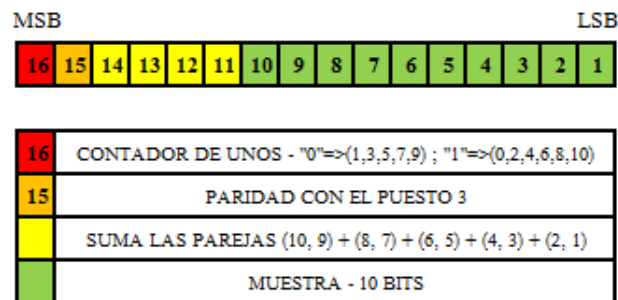 MSB LSB
16 15 14 13 12 11 10 9 8 7 6 5 4 3 2 1
16 CONTADOR DE UNOS - "0"=>(1,3,5,7,9) ; "1"=>(0,2,4,6,8,10)
15 PARIDAD CON EL PUESTO 3
SUMA LAS PAREJAS (10, 9) + (8, 7) + (6, 5) + (4, 3) + (2, 1)
MUESTRA - 10 BITS